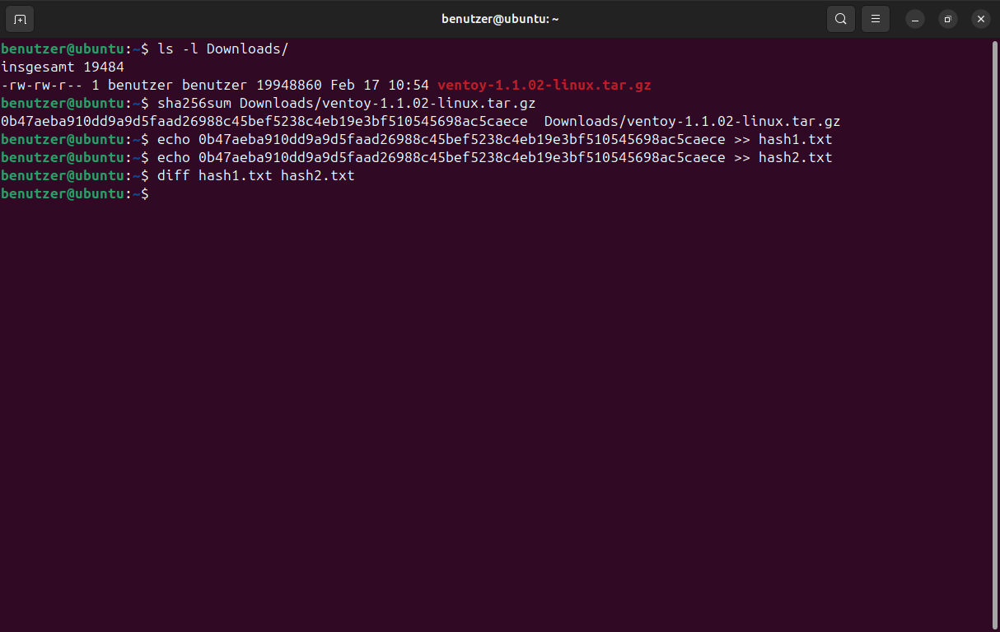 benutzer@ubuntu: ~
benutzer@ubuntu:~$ ls -l Downloads/
insgesamt 19484
-rw-rw-r-- 1 benutzer benutzer 19948860 Feb 17 10:54 ventoy-1.1.02-linux.tar.gz
benutzer@ubuntu:~$ sha256sum Downloads/ventoy-1.1.02-linux.tar.gz
0b47aeba910dd9a9d5faad26988c45bef5238c4eb19e3bf510545698ac5caece  Downloads/ventoy-1.1.02-linux.tar.gz
benutzer@ubuntu:~$ echo 0b47aeba910dd9a9d5faad26988c45bef5238c4eb19e3bf510545698ac5caece >> hash1.txt
benutzer@ubuntu:~$ echo 0b47aeba910dd9a9d5faad26988c45bef5238c4eb19e3bf510545698ac5caece >> hash2.txt
benutzer@ubuntu:~$ diff hash1.txt hash2.txt
benutzer@ubuntu:~$